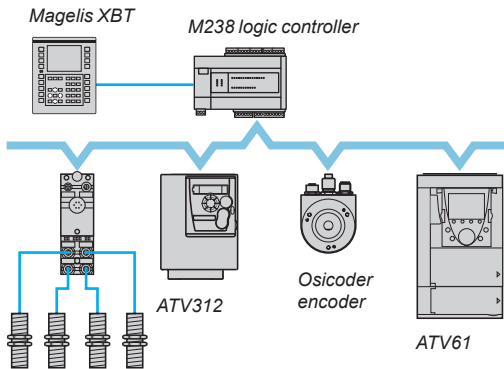 Magelis XBT
M238 logic controller
ATV312
Osicoder
encoder
ATV61